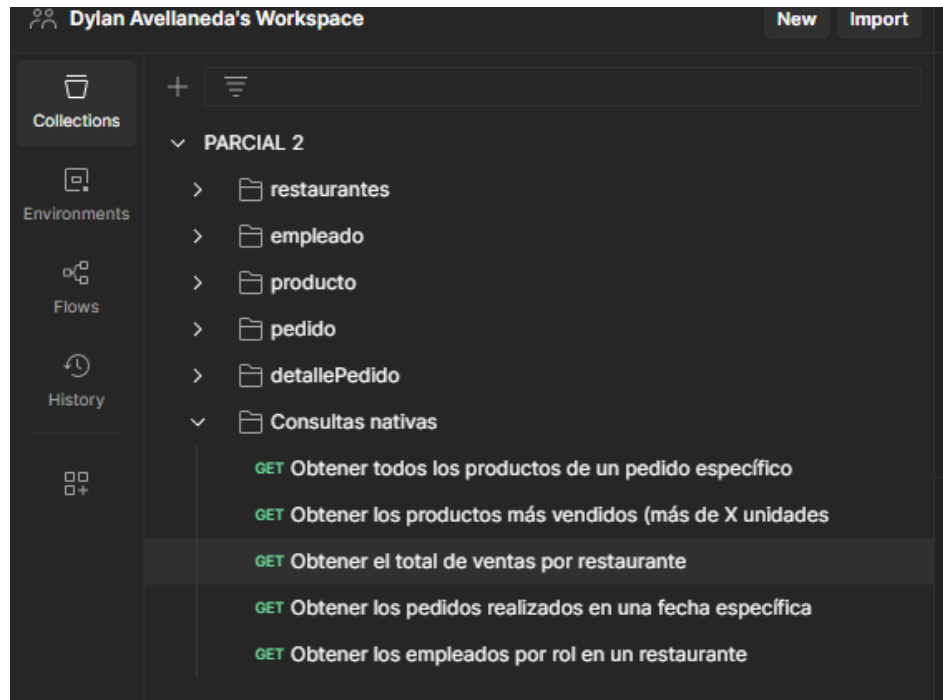 Dylan Avellaneda's Workspace
New
Import
Collections
PARCIAL 2
restaurantes
Environments
empleado
producto
Flows
pedido
detallePedido
History
Consultas nativas
GET Obtener todos los productos de un pedido específico
GET Obtener los productos más vendidos (más de X unidades
GET Obtener el total de ventas por restaurante
GET Obtener los pedidos realizados en una fecha específica
GET Obtener los empleados por rol en un restaurante